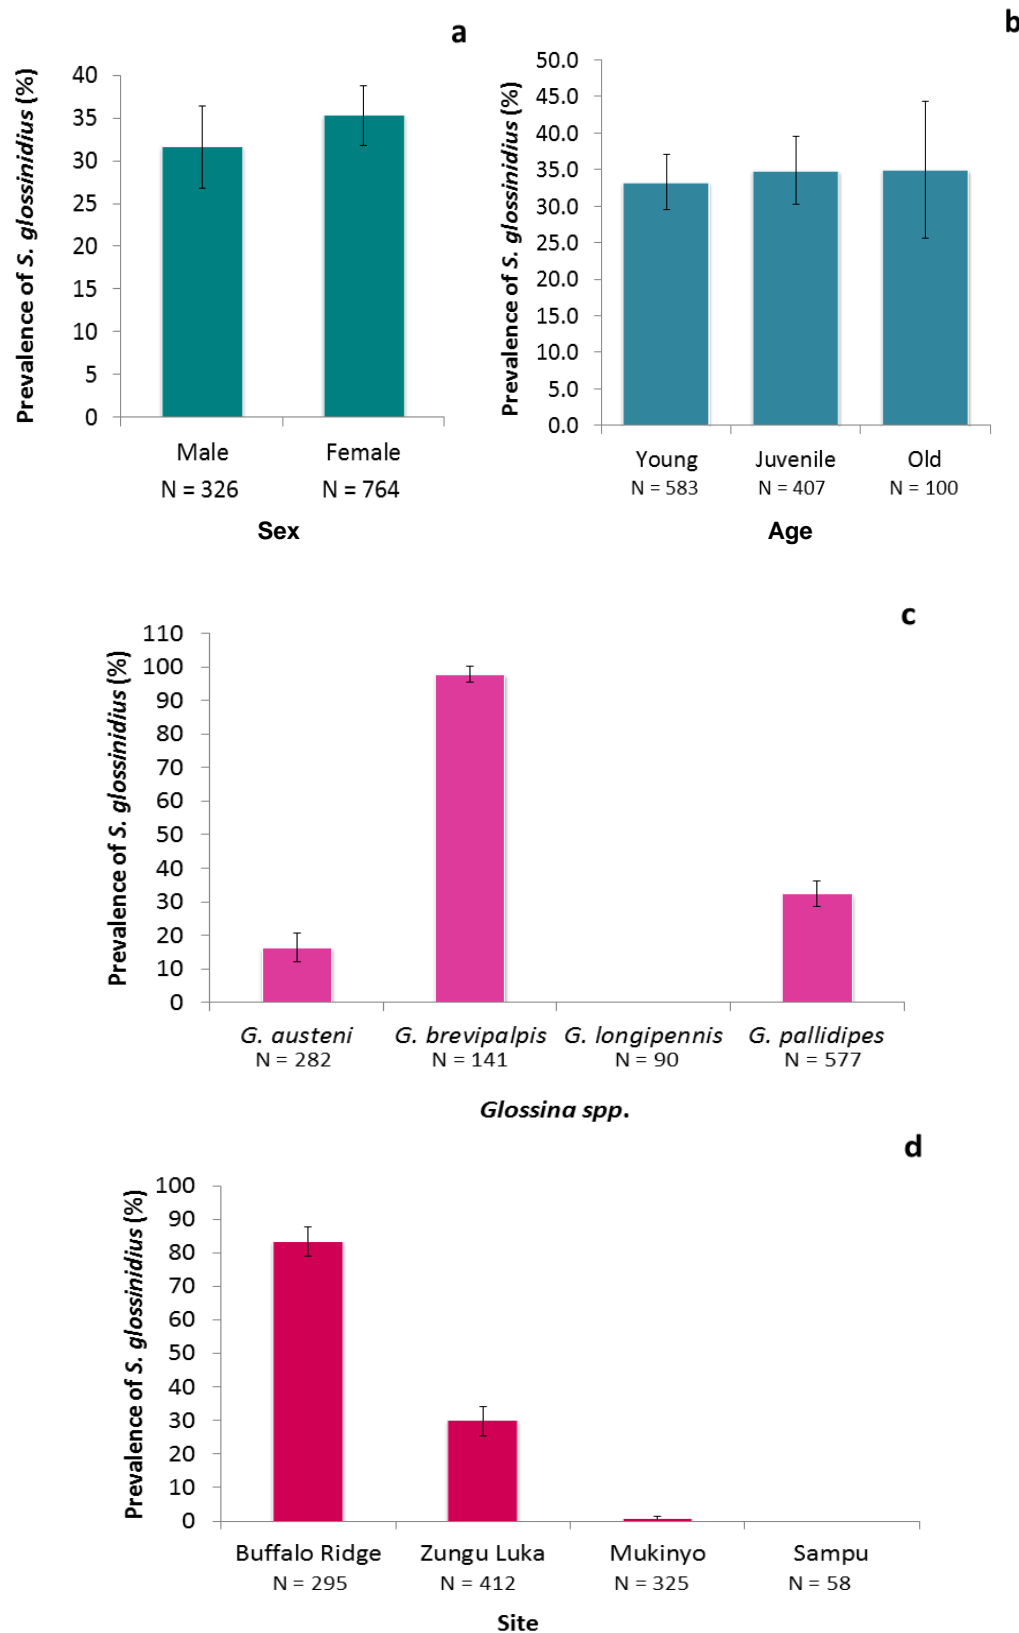 a
Prevalence of S. glossinidius (%)
40
35
30
25
20
15
10
5
0
Male
Female
N = 326
N = 764
Sex
b
Prevalence of S. glossinidius (%)
50.0
45.0
40.0
35.0
30.0
25.0
20.0
15.0
10.0
5.0
0.0
Young
Juvenile
Old
N = 583
N = 407
N = 100
Age
c
Prevalence of S. glossinidius (%)
110
100
90
80
70
60
50
40
30
20
10
0
G. austeni
G. brevipalpis
G. longipennis
G. pallidipes
N = 282
N = 141
N = 90
N = 577
Glossina spp.
d
Prevalence of S. glossinidius (%)
100
90
80
70
60
50
40
30
20
10
0
Buffalo Ridge
Zungu Luka
Mukinyo
Sampu
N = 295
N = 412
N = 325
N = 58
Site